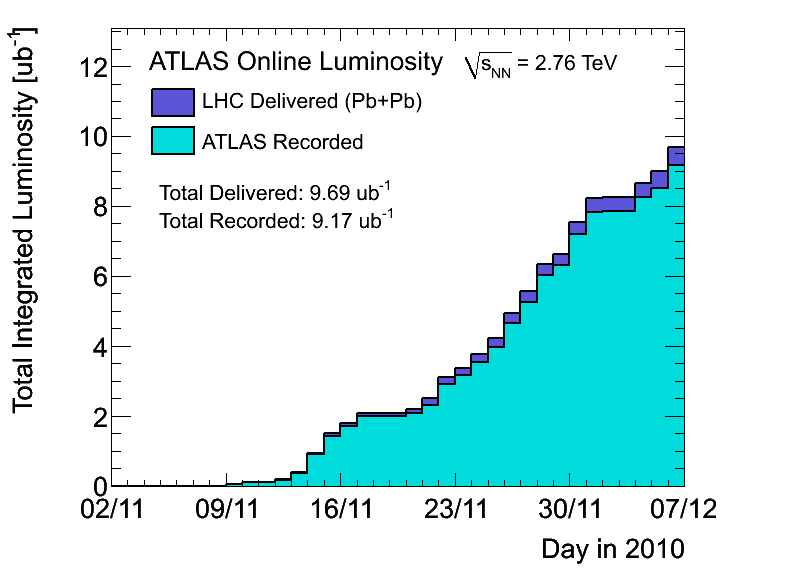 Total Integrated Luminosity [ub⁻¹]
ATLAS Online Luminosity √sNN = 2.76 TeV
LHC Delivered (Pb+Pb)
ATLAS Recorded
Total Delivered: 9.69 ub⁻¹
Total Recorded: 9.17 ub⁻¹
12
10
8
6
4
2
0
02/11 09/11 16/11 23/11 30/11 07/12
Day in 2010